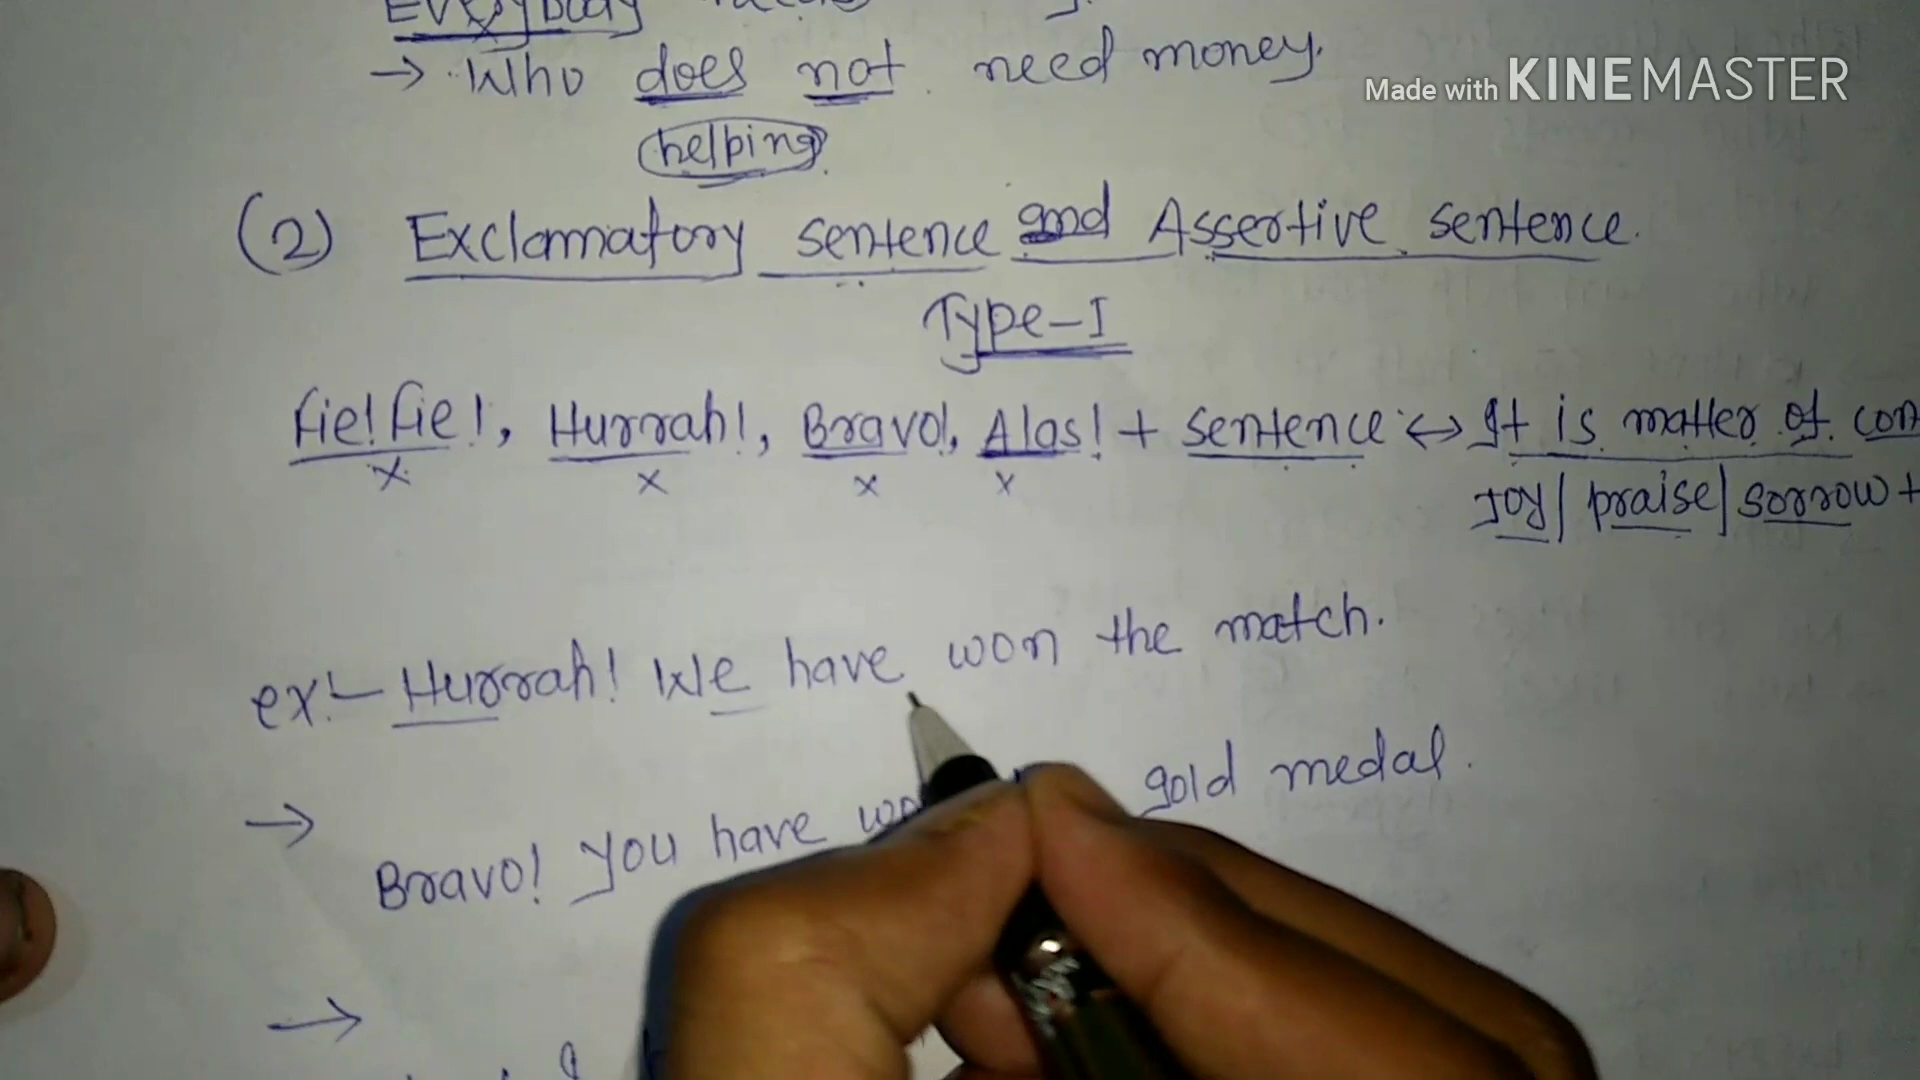 Everybody
→ Who does not need money.
Made with KINEMASTER
helping
(2) Exclamatory sentence and Assertive sentence.
Type-I
Fie! Fie!, Hurrah!, Bravo!, Alas! + sentence ↔ It is matter of con
x x x x
Joy/ praise/ sorrow +
ex:- Hurrah! We have won the match.
→
Bravo! You have gold medal.
→